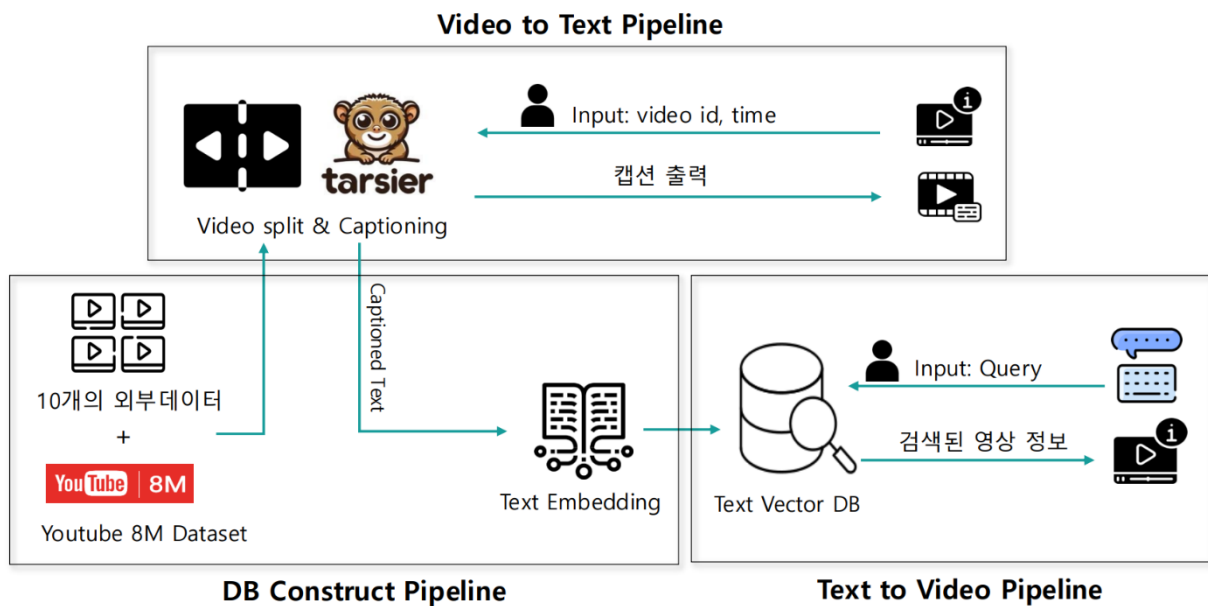 Video to Text Pipeline
Input: video id, time
tarsier
캡션 출력
Video split & Captioning
Captioned Text
10개의 외부데이터
+
YouTube 8M
Youtube 8M Dataset
Text Embedding
Input: Query
검색된 영상 정보
Text Vector DB
DB Construct Pipeline
Text to Video Pipeline